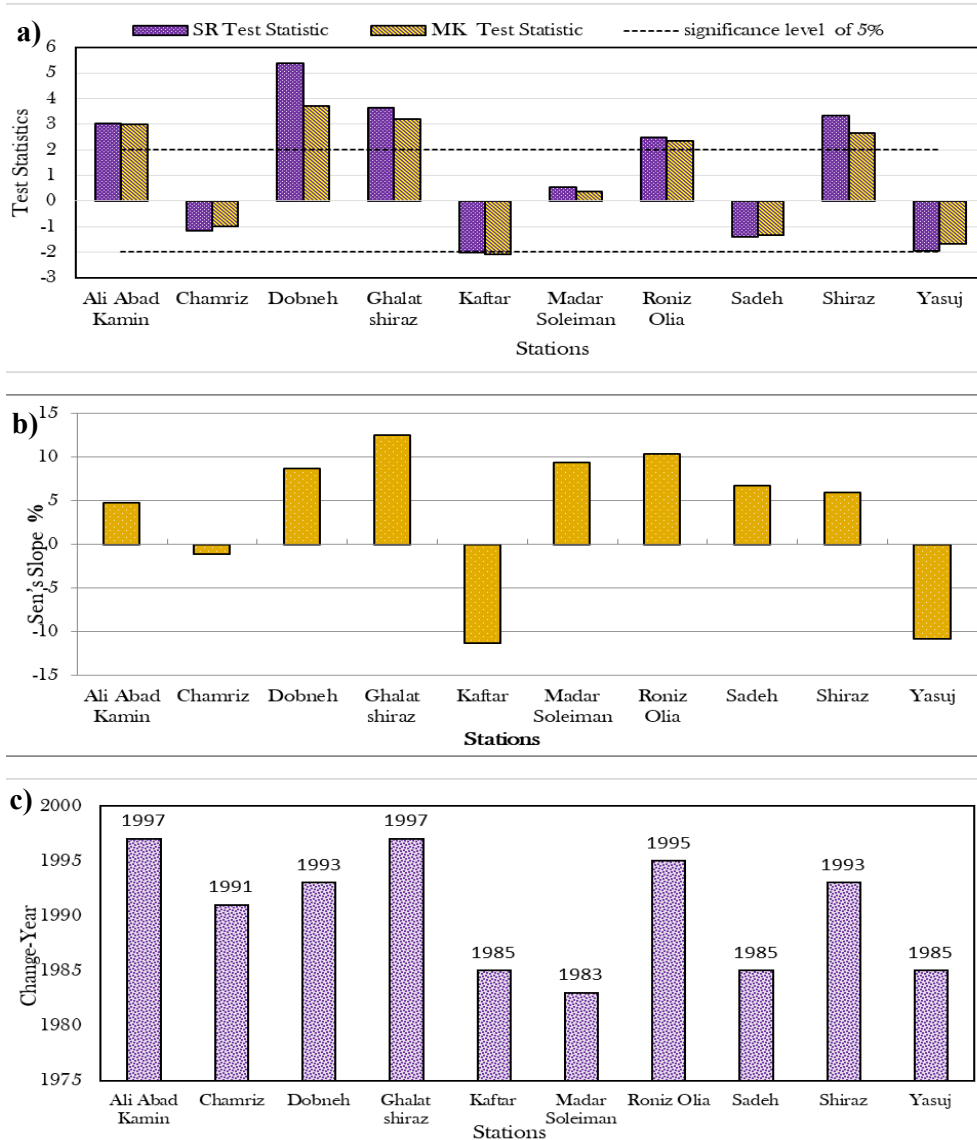 a)
SR Test Statistic MK Test Statistic significance level of 5%
6
5
4
3
2
1
0
-1
-2
-3
Test Statistics
Ali Abad Kamin Chamriz Dobneh Ghalat shiraz Kaftar Madar Soleiman Roniz Olia Sadeh Shiraz Yasuj
Stations
b)
15
10
5
0
-5
-10
-15
Sen's Slope %
Ali Abad Kamin Chamriz Dobneh Ghalat shiraz Kaftar Madar Soleiman Roniz Olia Sadeh Shiraz Yasuj
Stations
c)
2000
1995
1990
1985
1980
1975
Change-Year
1997 1991 1993 1997 1985 1983 1995 1985 1993 1985
Ali Abad Kamin Chamriz Dobneh Ghalat shiraz Kaftar Madar Soleiman Roniz Olia Sadeh Shiraz Yasuj
Stations